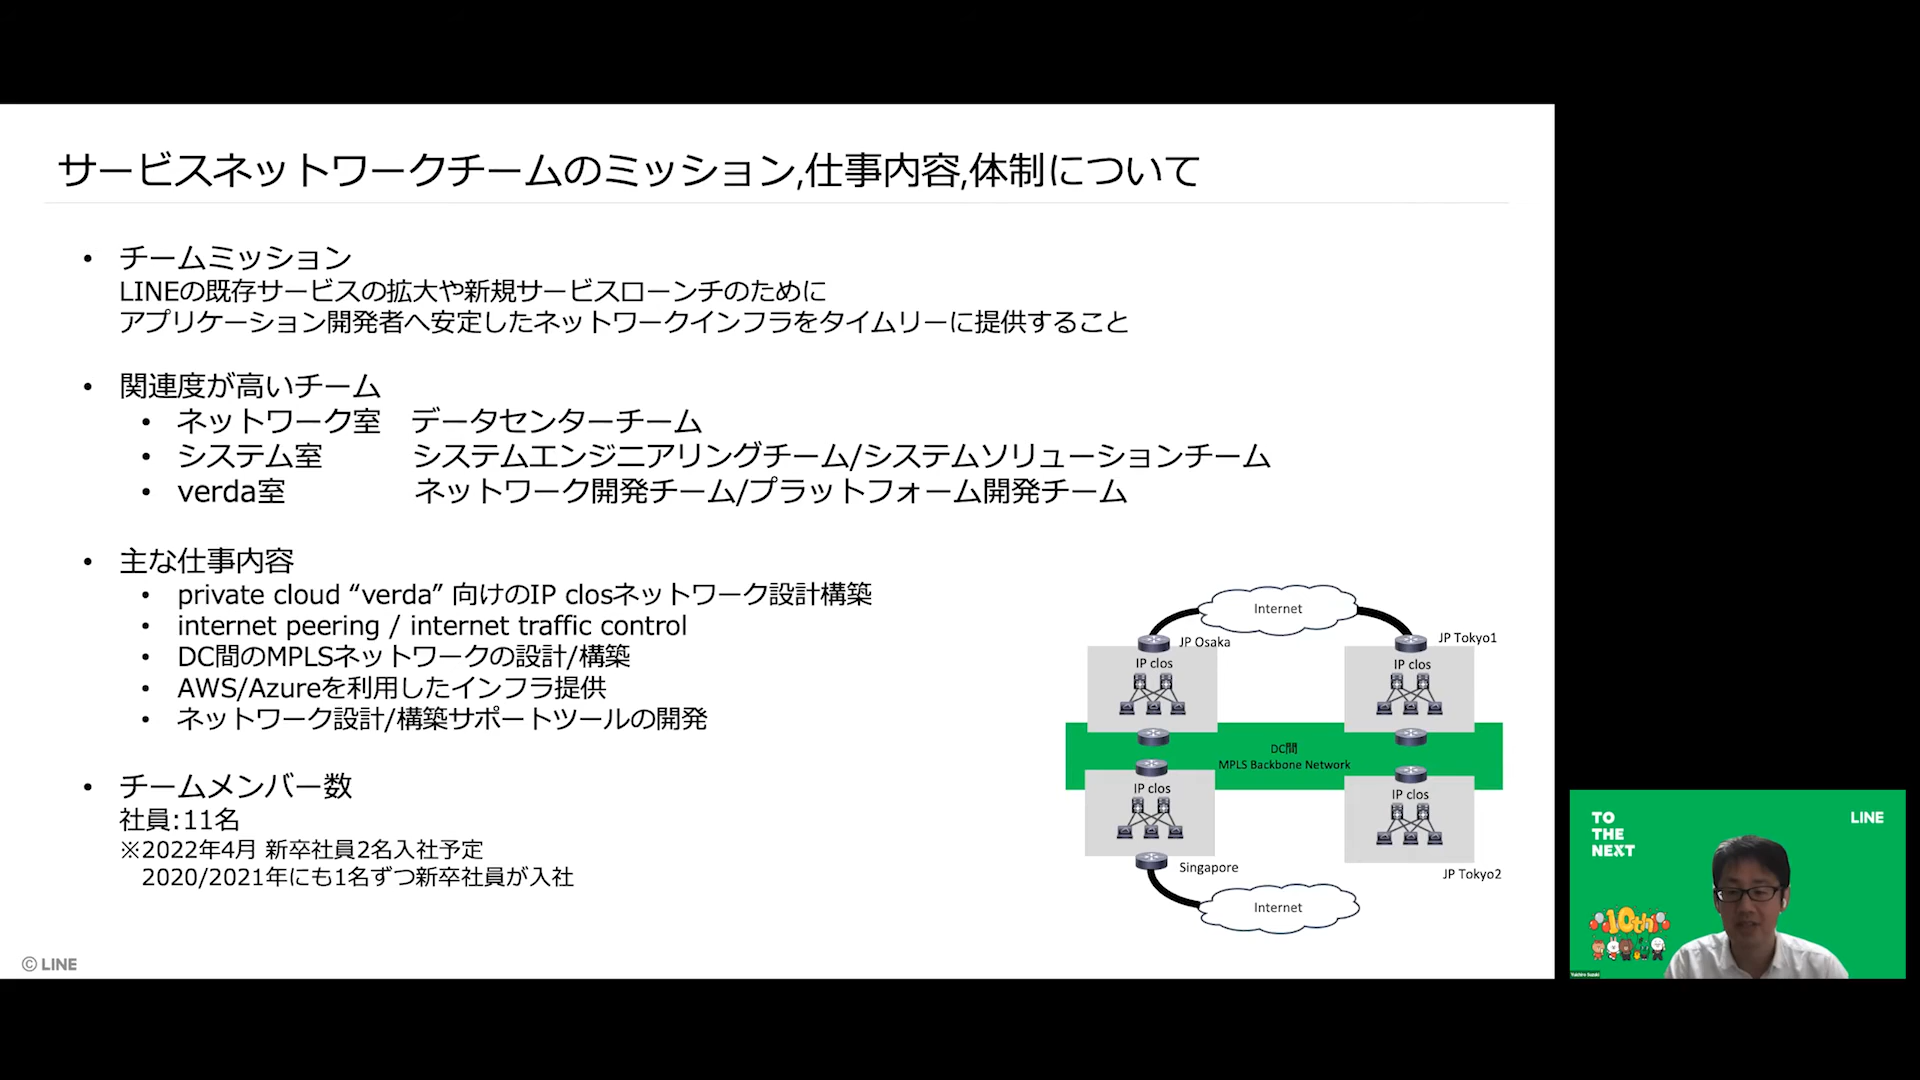 サービスネットワークチームのミッション,仕事内容,体制について
• チームミッション
LINEの既存サービスの拡大や新規サービスローンチのために
アプリケーション開発者へ安定したネットワークインフラをタイムリーに提供すること
• 関連度が高いチーム
• ネットワーク室 データセンターチーム
• システム室 システムエンジニアリングチーム/システムソリューションチーム
• verda室 ネットワーク開発チーム/プラットフォーム開発チーム
• 主な仕事内容
• private cloud “verda” 向けのIP closネットワーク設計構築
• internet peering / internet traffic control
• DC間のMPLSネットワークの設計/構築
• AWS/Azureを利用したインフラ提供
• ネットワーク設計/構築サポートツールの開発
• チームメンバー数
社員:11名
※2022年4月 新卒社員2名入社予定
2020/2021年にも1名ずつ新卒社員が入社
Internet
JP Osaka
JP Tokyo1
IP clos
IP clos
DC間
MPLS Backbone Network
IP clos
IP clos
Singapore
JP Tokyo2
Internet
© LINE
TO
THE
NEXT
LINE
10th
Yukihiro Suzuki